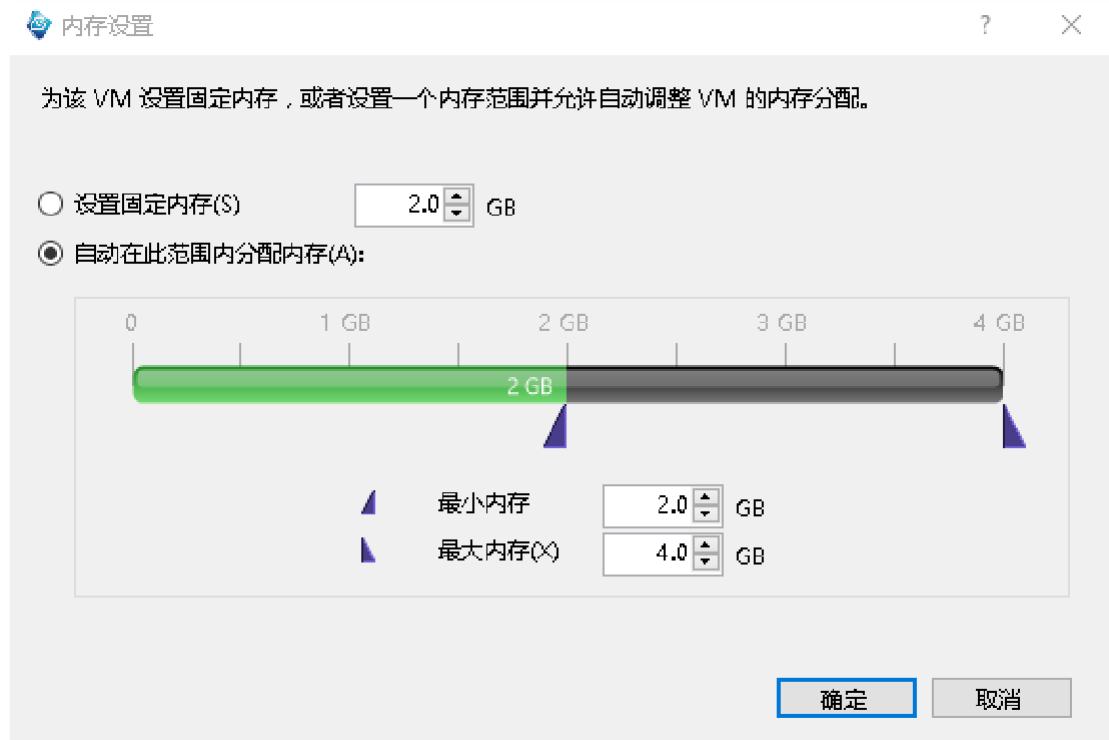 内存设置
为该 VM 设置固定内存，或者设置一个内存范围并允许自动调整 VM 的内存分配。
设置固定内存(S) 2.0 GB
自动在此范围内分配内存(A):
0 1 GB 2 GB 3 GB 4 GB
2 GB
最小内存 2.0 GB
最大内存(X) 4.0 GB
确定 取消